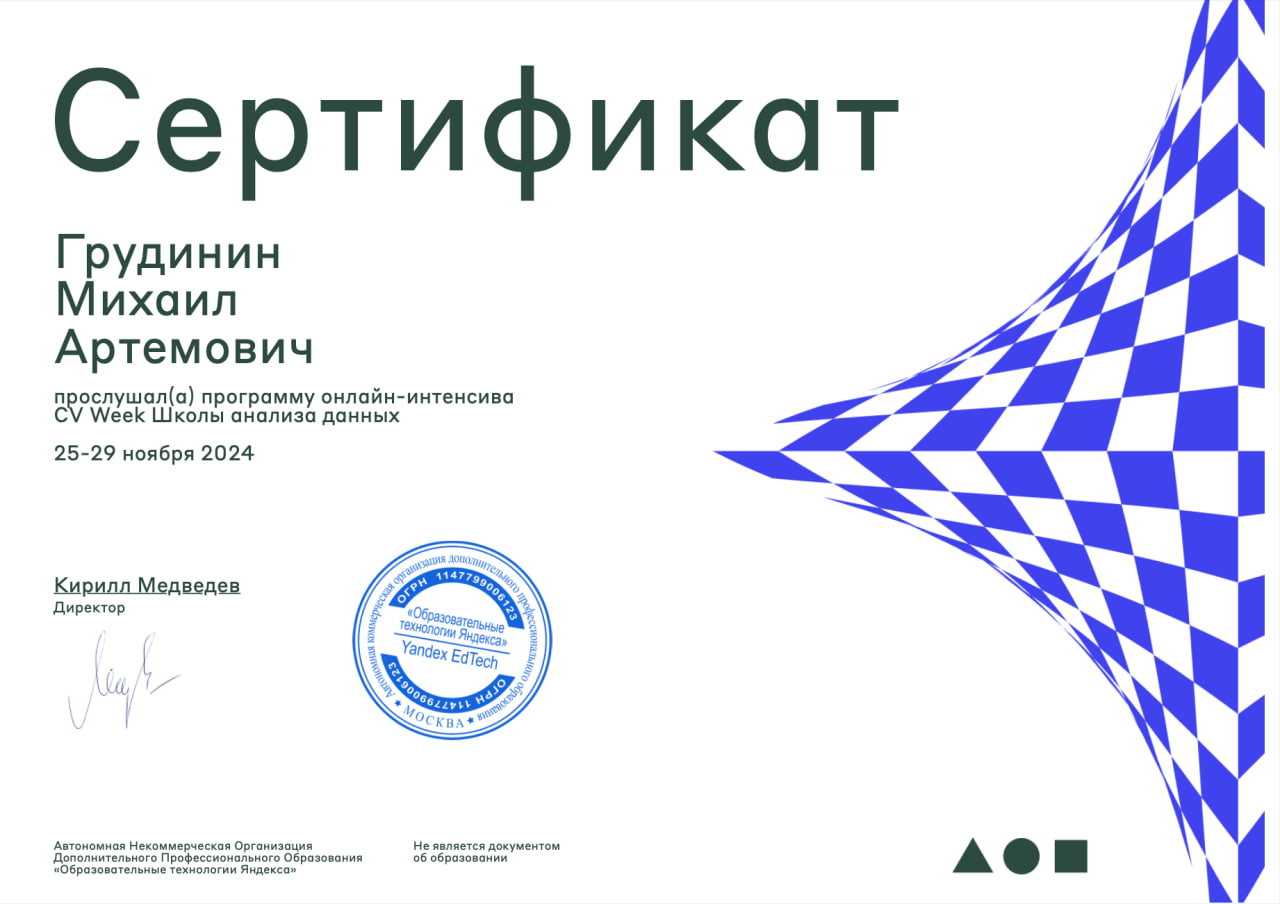 Сертификат
Грудинин
Михаил
Артемович
прослушал(а) программу онлайн-интенсива
CV Week Школы анализа данных
25-29 ноября 2024
Кирилл Медведев
Директор
Автономная коммерческая организация дополнительного профессионального образования
ОГРН 1147799006123
«Образовательные
технологии Яндекса»
Yandex EdTech
ОГРН 1147799006123
★ МОСКВА ★
Автономная Некоммерческая Организация
Дополнительного Профессионального Образования
«Образовательные технологии Яндекса»
Не является документом
об образовании